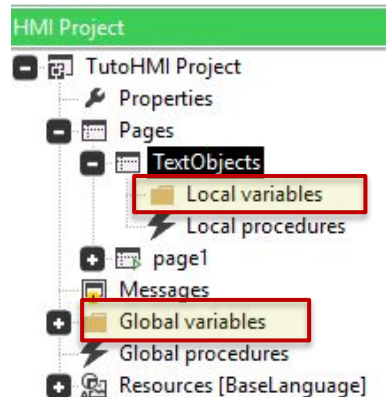 HMI Project
TutoHMI Project
Properties
Pages
TextObjects
Local variables
Local procedures
page1
Messages
Global variables
Global procedures
Resources [BaseLanguage]